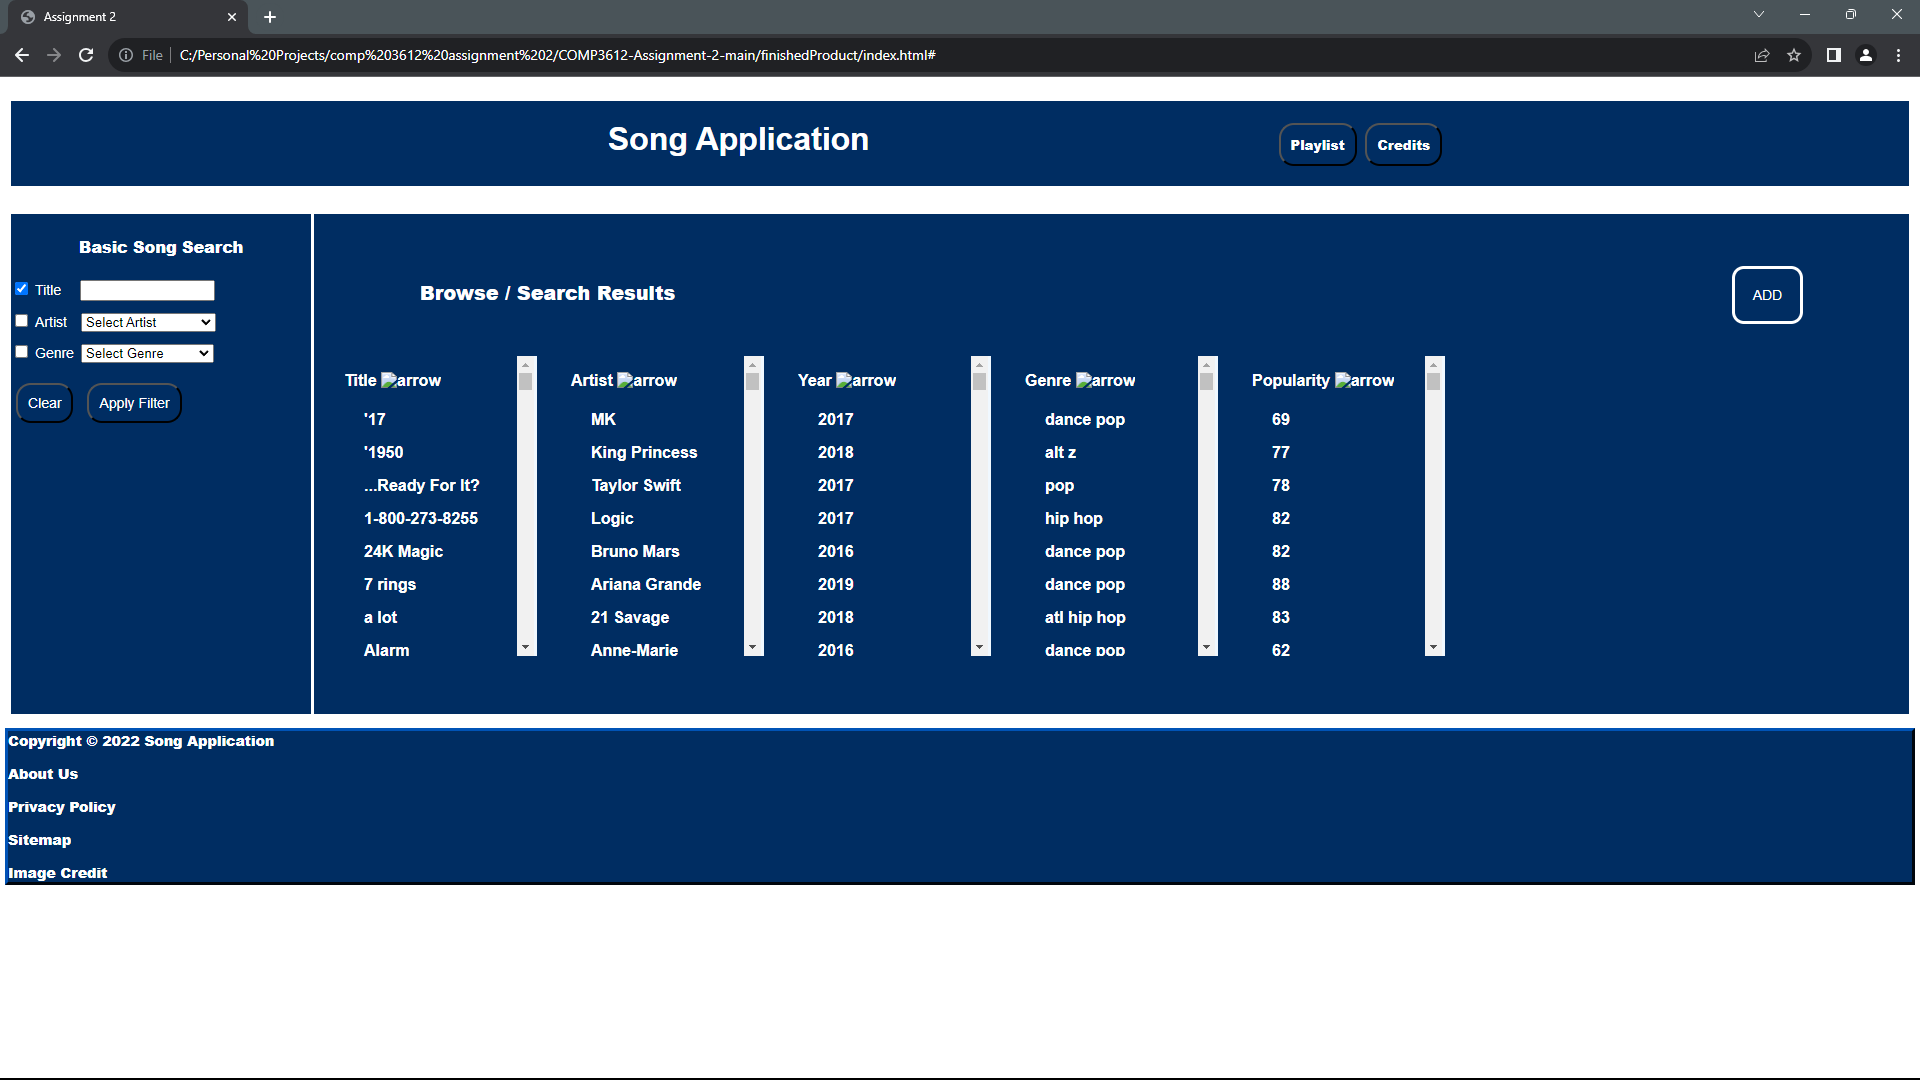 Assignment 2
File C:/Personal%20Projects/comp%203612%20assignment%202/COMP3612-Assignment-2-main/finishedProduct/index.html#
Song Application
Playlist Credits
Basic Song Search
Title
Artist Select Artist
Genre Select Genre
Clear Apply Filter
Browse / Search Results
ADD
Title arrow Artist arrow Year arrow Genre arrow Popularity arrow
'17 MK 2017 dance pop 69
'1950 King Princess 2018 alt z 77
...Ready For It? Taylor Swift 2017 pop 78
1-800-273-8255 Logic 2017 hip hop 82
24K Magic Bruno Mars 2016 dance pop 82
7 rings Ariana Grande 2019 dance pop 88
a lot 21 Savage 2018 atl hip hop 83
Alarm Anne-Marie 2016 dance pop 62
Copyright © 2022 Song Application
About Us
Privacy Policy
Sitemap
Image Credit